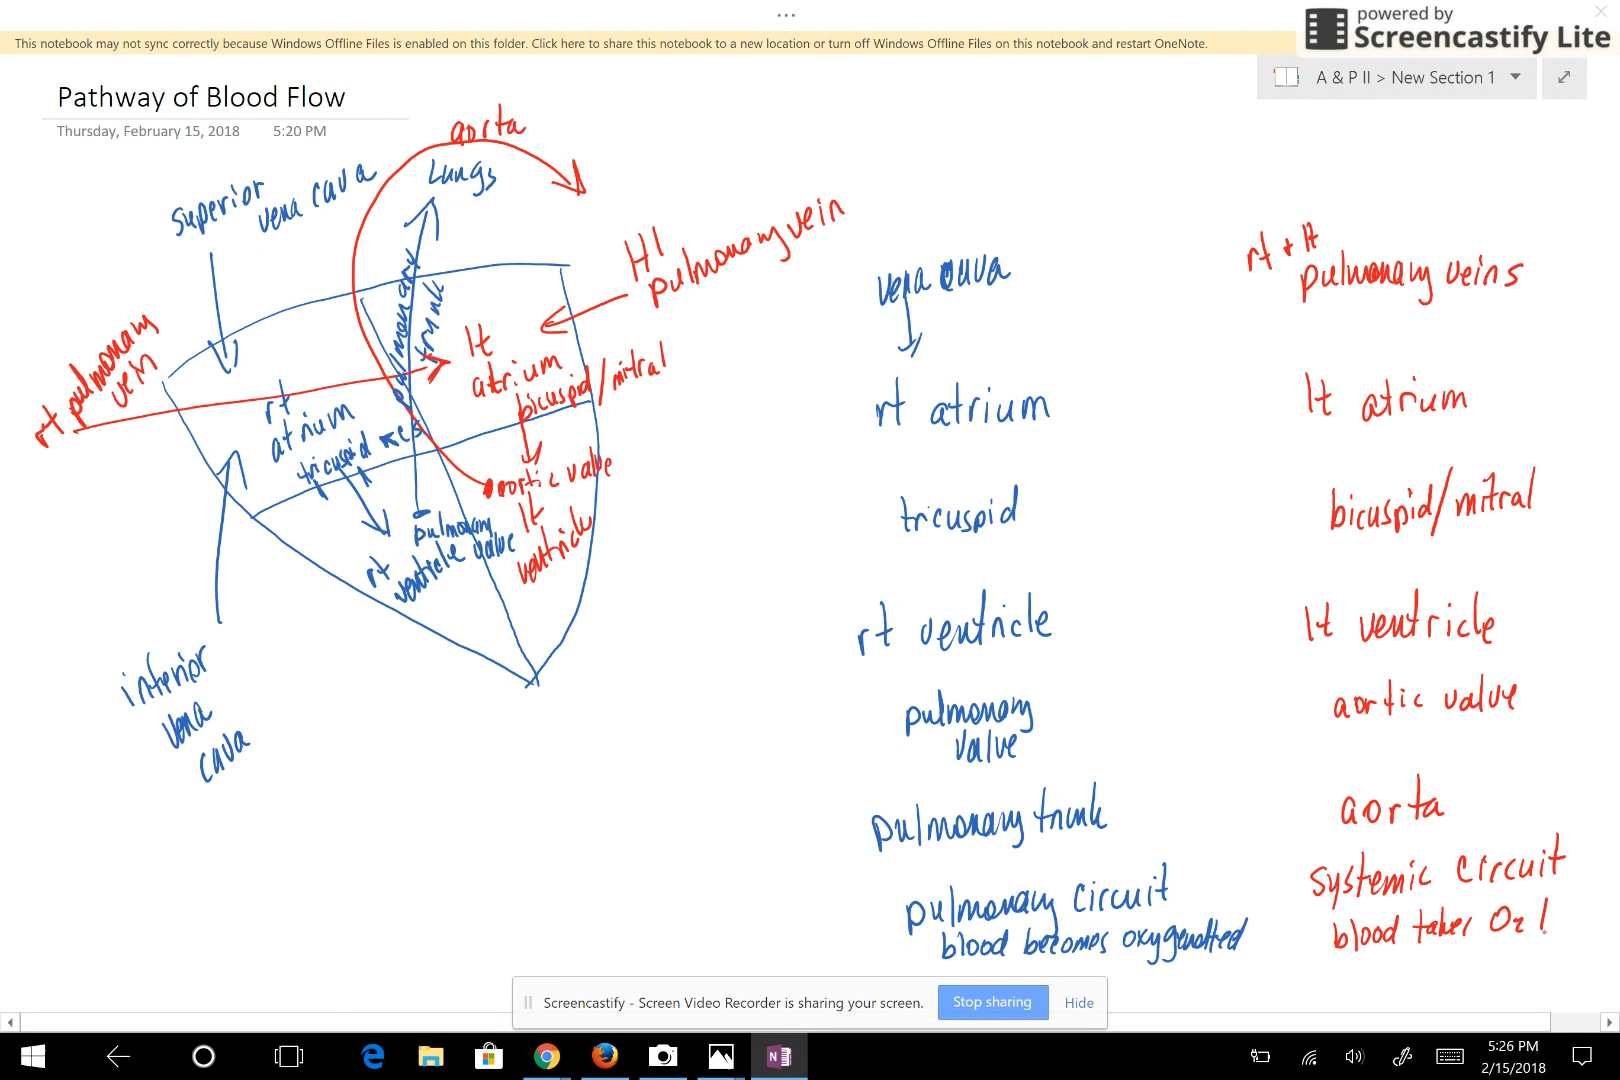 powered by
Screencastify Lite
This notebook may not sync correctly because Windows Offline Files is enabled on this folder. Click here to share this notebook to a new location or turn off Windows Offline Files on this notebook and restart OneNote.
A & P II > New Section 1
Pathway of Blood Flow
Thursday, February 15, 2018 5:20 PM
aorta
Lungs
superior
vena cava
pulmonary
trunk
pulmonary vein
rt pulmonary
vein
lt
atrium
bicuspid/mitral
rt
atrium
tricuspid
aortic valve
lt
ventricle
pulmonary
valve
rt
ventricle
inferior
vena
cava
vena cava
rt atrium
tricuspid
rt ventricle
pulmonary
valve
pulmonary trunk
pulmonary circuit
blood becomes oxygenatted
rt + lt
pulmonary veins
lt atrium
bicuspid/mitral
lt ventricle
aortic valve
aorta
systemic circuit
blood takes O2
Screencastify - Screen Video Recorder is sharing your screen.
Stop sharing
Hide
5:26 PM
2/15/2018